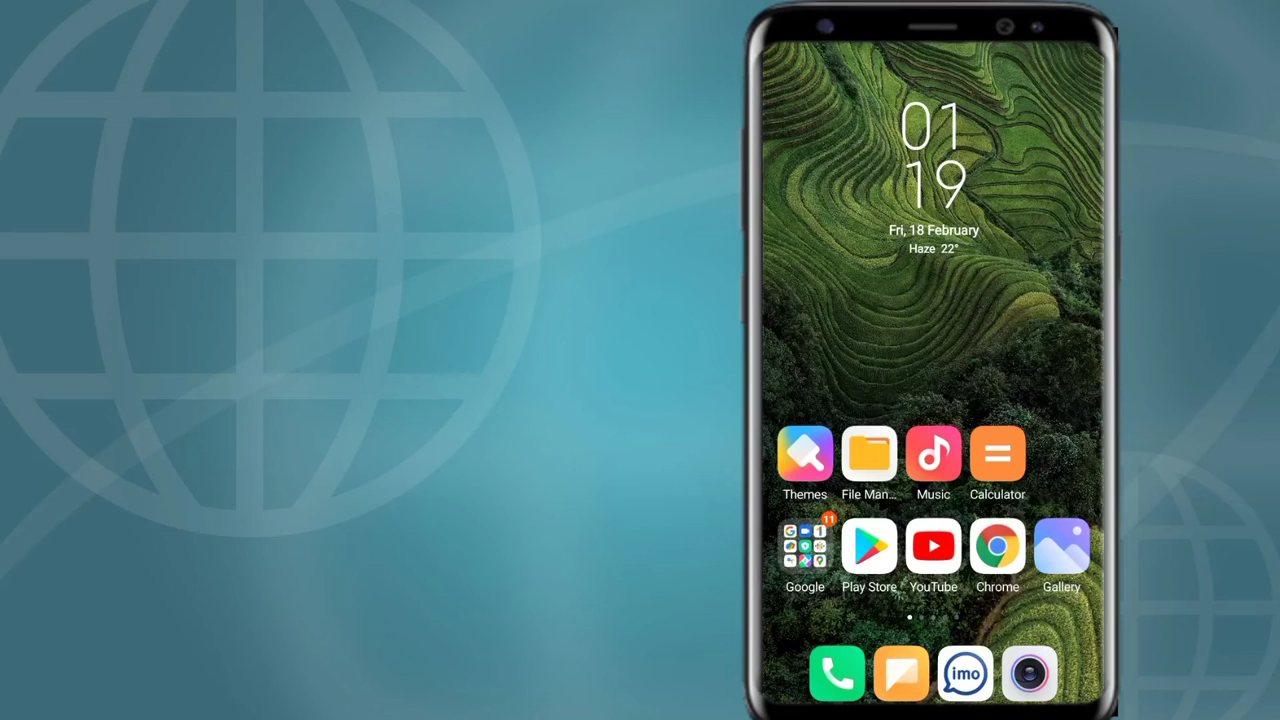 01
19
Fri, 18 February
Haze 22°
Themes
File Man...
Music
Calculator
11
Google
Play Store
YouTube
Chrome
Gallery
imo